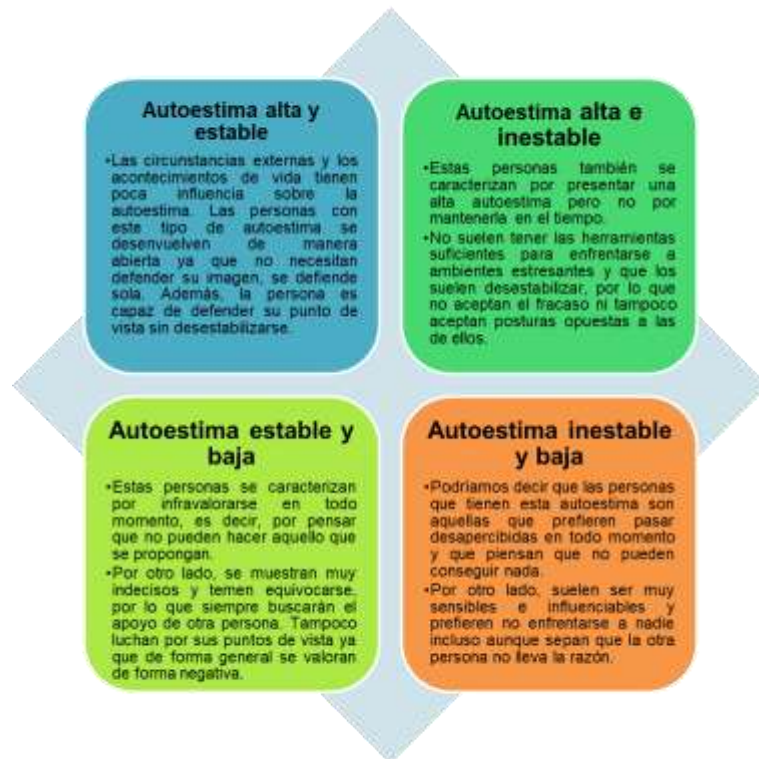 Autoestima alta y
estable
•Las circunstancias externas y los
acontecimientos de vida tienen
poca influencia sobre la
autoestima. Las personas con
este tipo de autoestima se
desenvuelven de manera
abierta ya que no necesitan
defender su imagen, se defiende
sola. Además, la persona es
capaz de defender su punto de
vista sin desestabilizarse.
Autoestima alta e
inestable
•Estas personas también se
caracterizan por presentar una
alta autoestima pero no por
mantenerla en el tiempo.
•No suelen tener las herramientas
suficientes para enfrentarse a
ambientes estresantes y que los
suelen desestabilizar, por lo que
no aceptan el fracaso ni tampoco
aceptan posturas opuestas a las
de ellos.
Autoestima estable y
baja
•Estas personas se caracterizan
por infravalorarse en todo
momento, es decir, por pensar
que no pueden hacer aquello que
se propongan.
•Por otro lado, se muestran muy
indecisos y temen equivocarse,
por lo que siempre buscarán el
apoyo de otra persona. Tampoco
luchan por sus puntos de vista ya
que de forma general se valoran
de forma negativa.
Autoestima inestable
y baja
•Podríamos decir que las personas
que tienen esta autoestima son
aquellas que prefieren pasar
desapercibidas en todo momento
y que piensan que no pueden
conseguir nada.
•Por otro lado, suelen ser muy
sensibles e influenciables y
prefieren no enfrentarse a nadie
incluso aunque sepan que la otra
persona no lleva la razón.